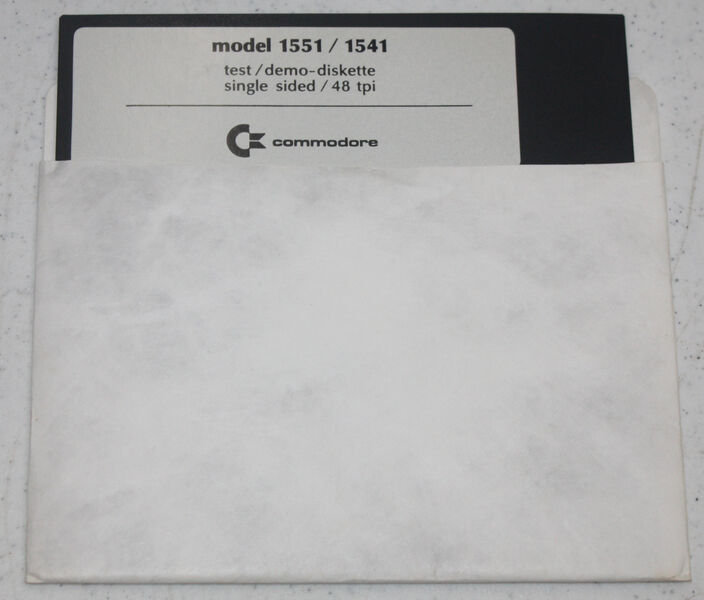 model 1551 / 1541
test / demo-diskette
single sided / 48 tpi
commodore